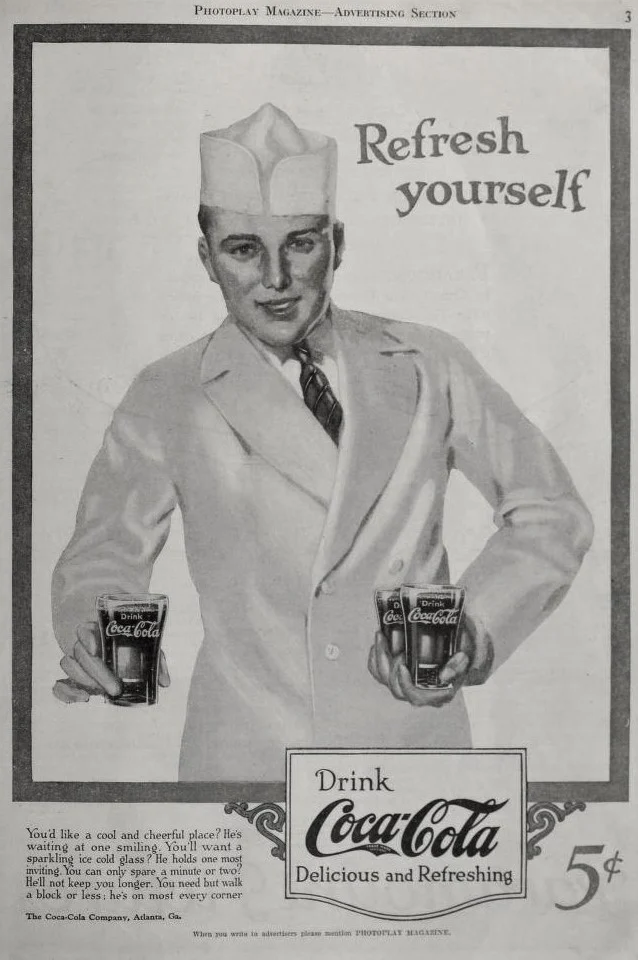 PHOTOPLAY MAGAZINE—ADVERTISING SECTION
3
Refresh
yourself
Drink
Coca-Cola
D
Coc
Drink
Coca-Cola
Drink
Coca-Cola
Delicious and Refreshing
5¢
You'd like a cool and cheerful place? He's
waiting at one smiling. You'll want a
sparkling ice cold glass? He holds one most
inviting. You can only spare a minute or two?
He'll not keep you longer. You need but walk
a block or less; he's on most every corner
The Coca-Cola Company, Atlanta, Ga.
When you write to advertisers please mention PHOTOPLAY MAGAZINE.